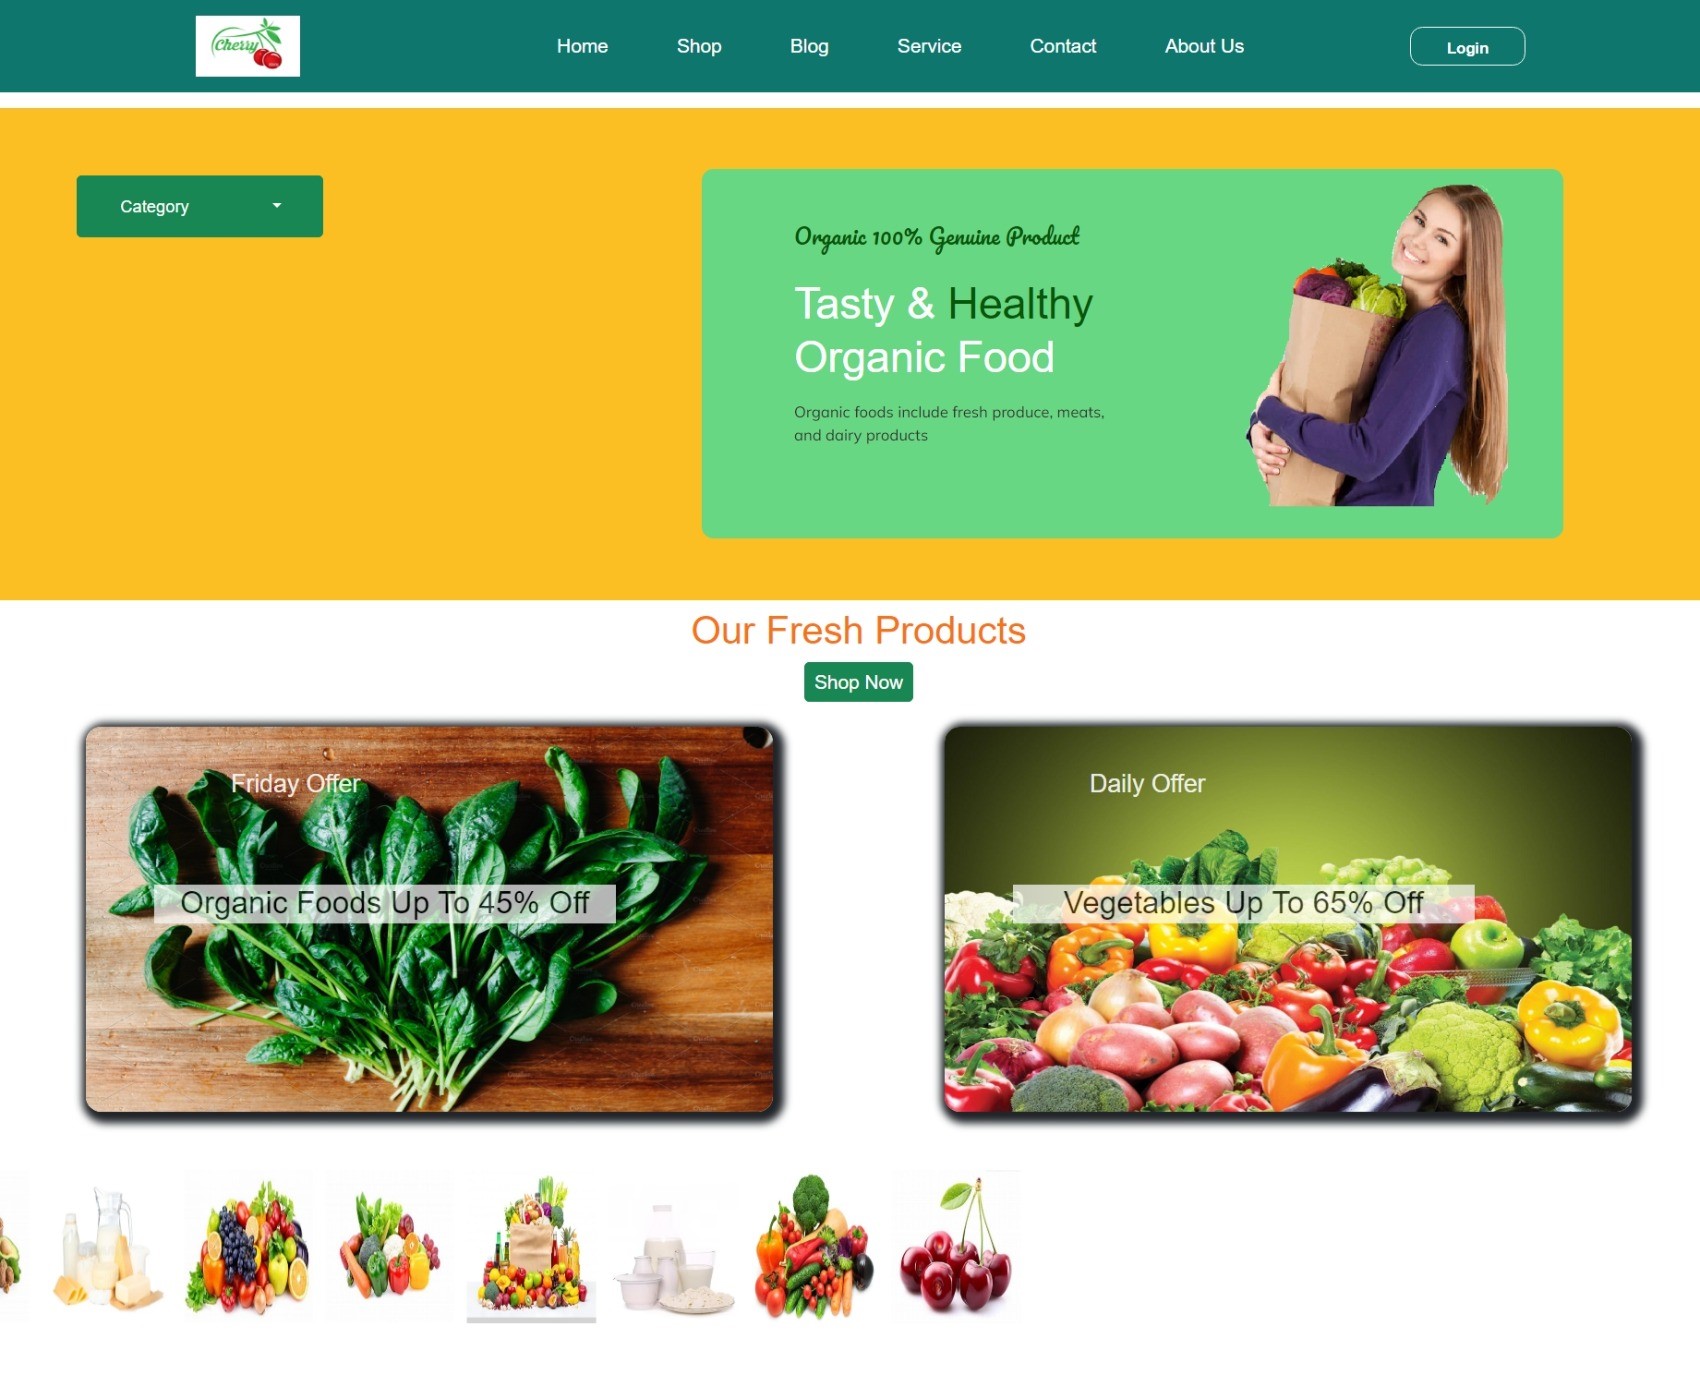 Cherry
Home
Shop
Blog
Service
Contact
About Us
Login
Category
Organic 100% Genuine Product
Tasty & Healthy
Organic Food
Organic foods include fresh produce, meats,
and dairy products
Our Fresh Products
Shop Now
Friday Offer
Organic Foods Up To 45% Off
Daily Offer
Vegetables Up To 65% Off